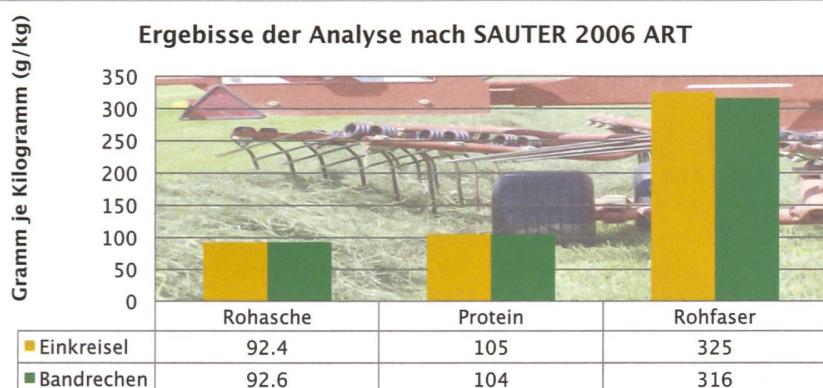 Ergebisse der Analyse nach SAUTER 2006 ART
Gramm je Kilogramm (g/kg)
350
300
250
200
150
100
50
0
Rohasche Protein Rohfaser
Einkreisel 92.4 105 325
Bandrechen 92.6 104 316